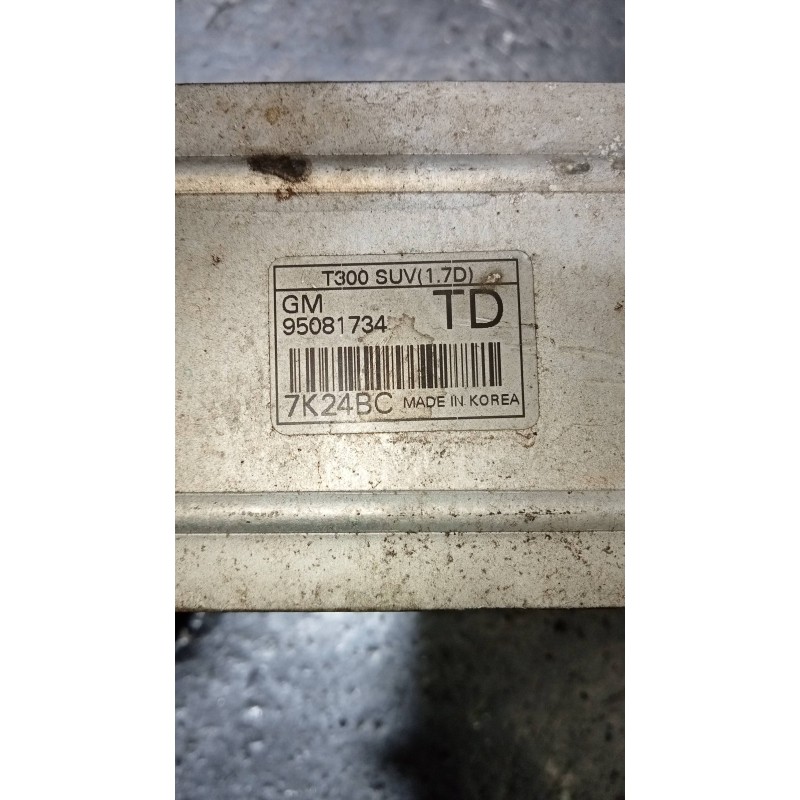 T300 SUV(1.7D)
GM
95081734
TD
7K24BC MADE IN KOREA